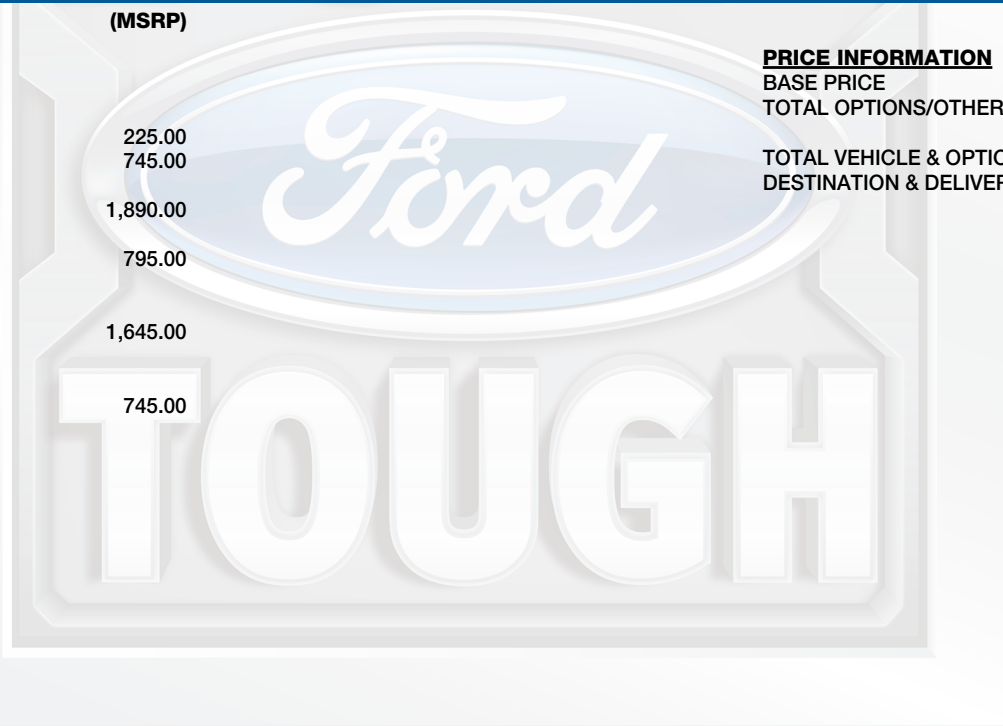 (MSRP)
225.00
745.00
1,890.00
795.00
1,645.00
745.00
PRICE INFORMATION
BASE PRICE
TOTAL OPTIONS/OTHER
TOTAL VEHICLE & OPTIO
DESTINATION & DELIVER
Ford
TOUGH